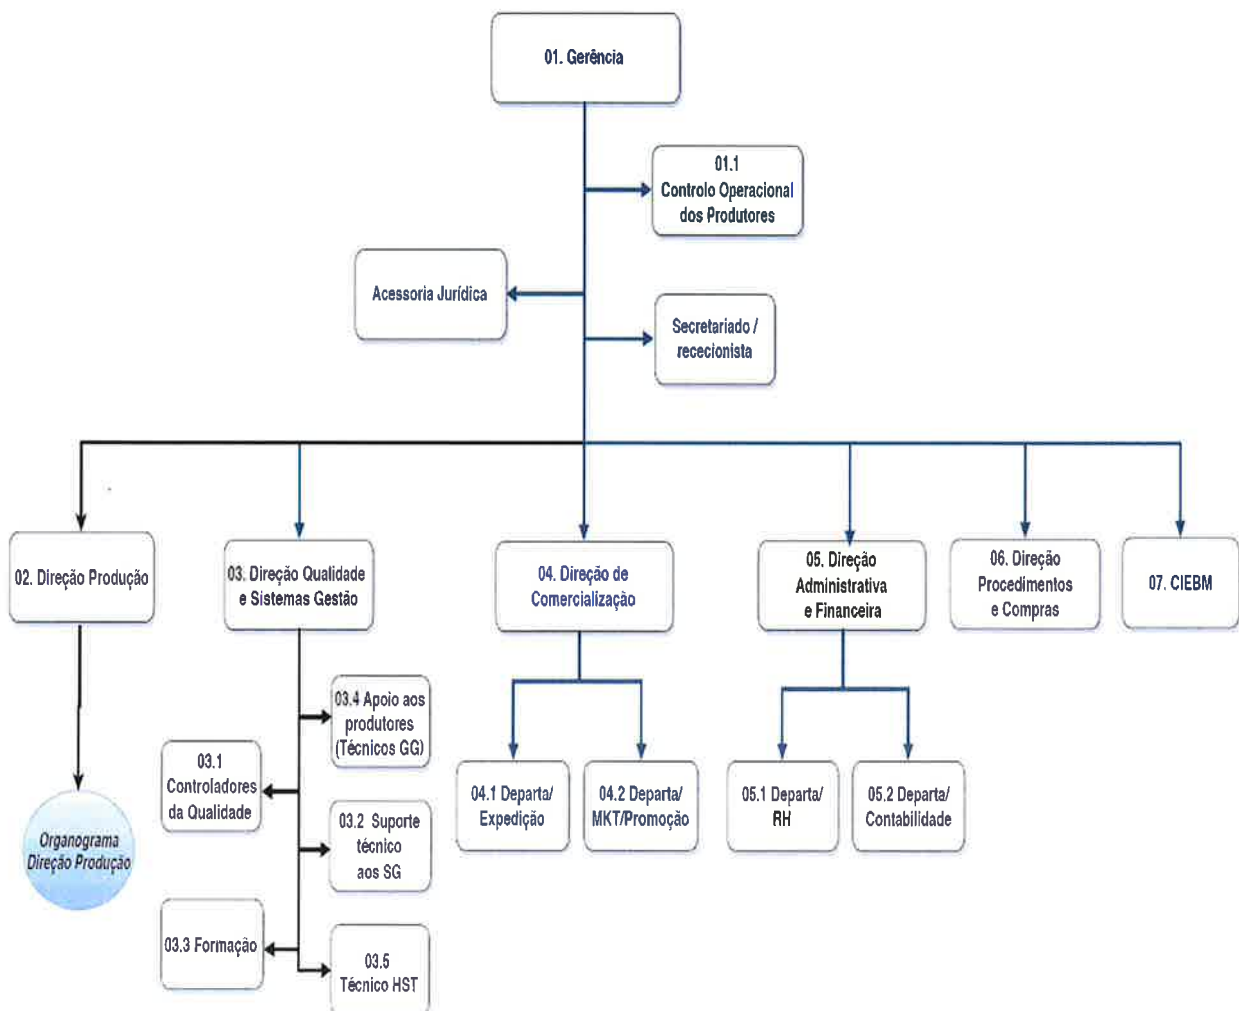 01. Gerência
01.1
Controlo Operacional
dos Produtores
Acessoria Jurídica
Secretariado /
rececionista
02. Direção Produção
03. Direção Qualidade
e Sistemas Gestão
04. Direção de
Comercialização
05. Direção
Administrativa
e Financeira
06. Direção
Procedimentos
e Compras
07. CIEBM
03.4 Apoio aos
produtores
(Técnicos GG)
03.1
Controladores
da Qualidade
03.2 Suporte
técnico
aos SG
03.3 Formação
03.5
Técnico HST
04.1 Departa/
Expedição
04.2 Departa/
MKT/Promoção
05.1 Departa/
RH
05.2 Departa/
Contabilidade
Organograma
Direção Produção